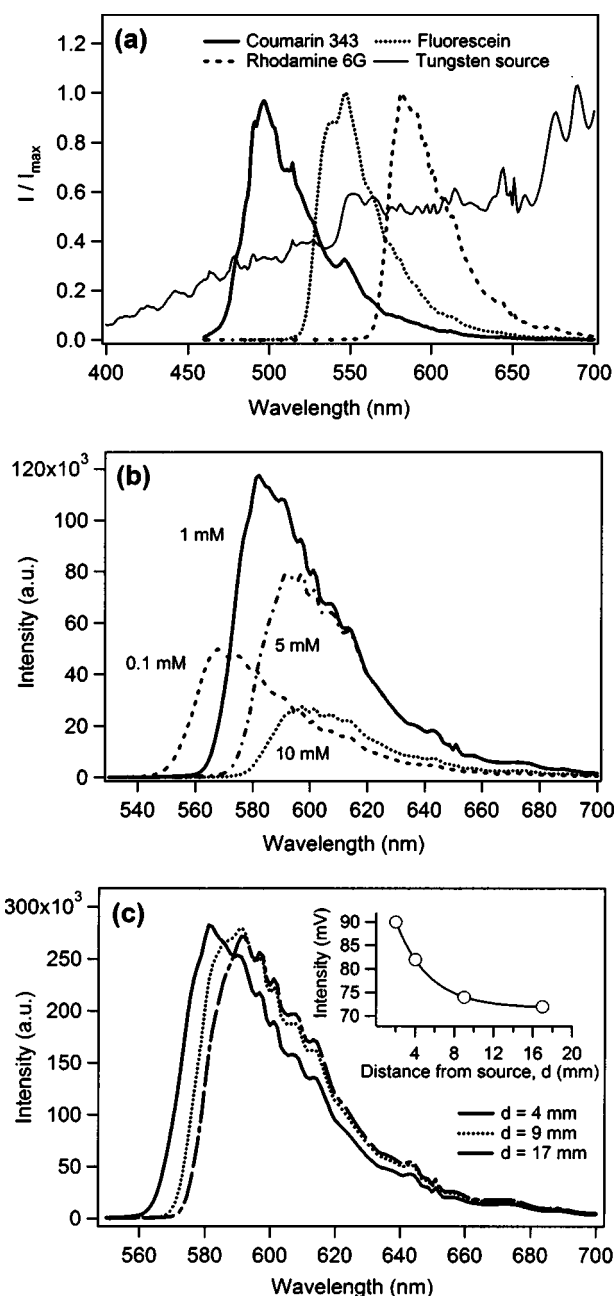 (a)
Coumarin 343
Fluorescein
Rhodamine 6G
Tungsten source
I / Imax
1.2
1.0
0.8
0.6
0.4
0.2
0.0
400 450 500 550 600 650 700
Wavelength (nm)
(b)
Intensity (a.u.)
120x10³
100
80
60
40
20
0
1 mM
5 mM
0.1 mM
10 mM
540 560 580 600 620 640 660 680 700
Wavelength (nm)
(c)
Intensity (a.u.)
300x10³
250
200
150
100
50
0
Intensity (mV)
90
85
80
75
70
4 8 12 16 20
Distance from source, d (mm)
d = 4 mm
d = 9 mm
d = 17 mm
560 580 600 620 640 660 680 700
Wavelength (nm)